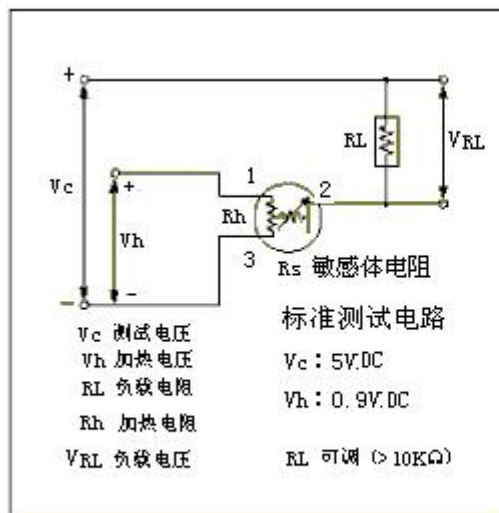 +
RL
VRL
Vc
+
1
2
Rh
Vh
3
Rs 敏感体电阻
-
-
标准测试电路
Vc 测试电压
Vh 加热电压
RL 负载电阻
Rh 加热电阻
VRL 负载电压
Vc：5V.DC
Vh：0.9V.DC
RL 可调（>10KΩ）